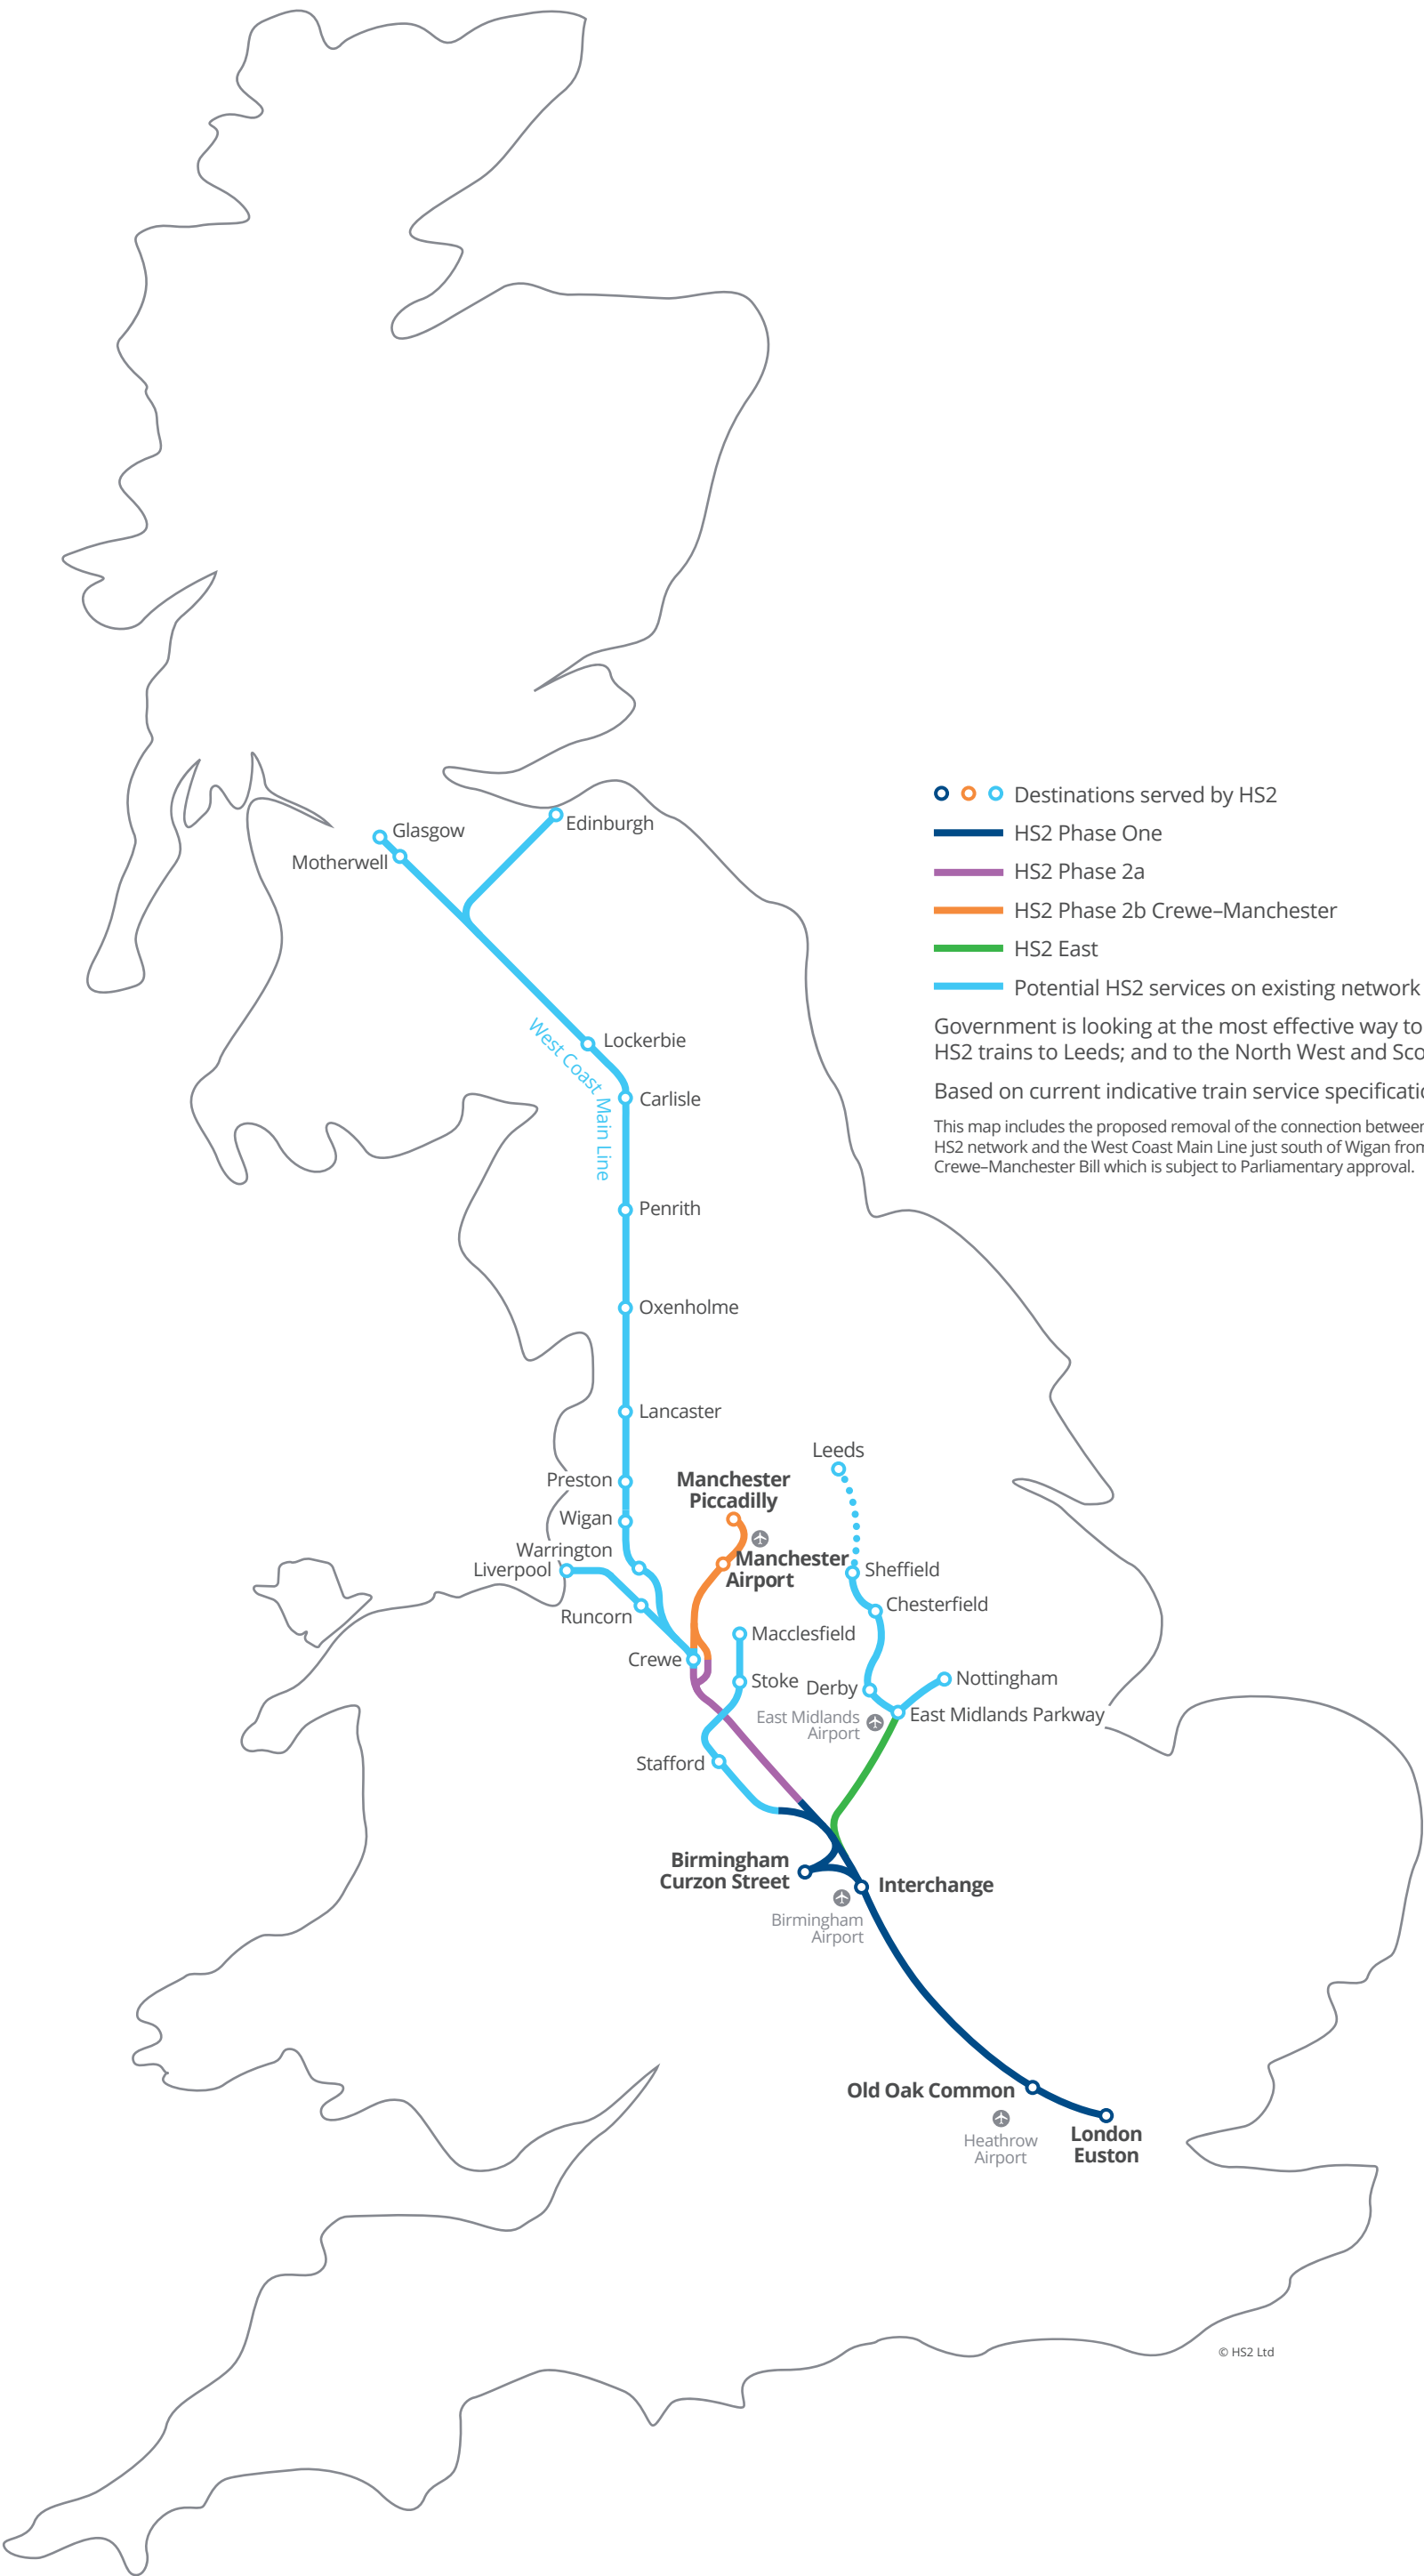 Destinations served by HS2
HS2 Phase One
HS2 Phase 2a
HS2 Phase 2b Crewe–Manchester
HS2 East
Potential HS2 services on existing network
Government is looking at the most effective way to
HS2 trains to Leeds; and to the North West and Sco
Based on current indicative train service specificatio
This map includes the proposed removal of the connection between
HS2 network and the West Coast Main Line just south of Wigan from
Crewe–Manchester Bill which is subject to Parliamentary approval.
Edinburgh
Glasgow
Motherwell
Lockerbie
West Coast Main Line
Carlisle
Penrith
Oxenholme
Lancaster
Leeds
Preston
Manchester
Piccadilly
Wigan
Warrington
Liverpool
Manchester
Airport
Sheffield
Runcorn
Chesterfield
Macclesfield
Crewe
Stoke
Derby
Nottingham
East Midlands
Airport
East Midlands Parkway
Stafford
Birmingham
Curzon Street
Interchange
Birmingham
Airport
Old Oak Common
Heathrow
Airport
London
Euston
© HS2 Ltd